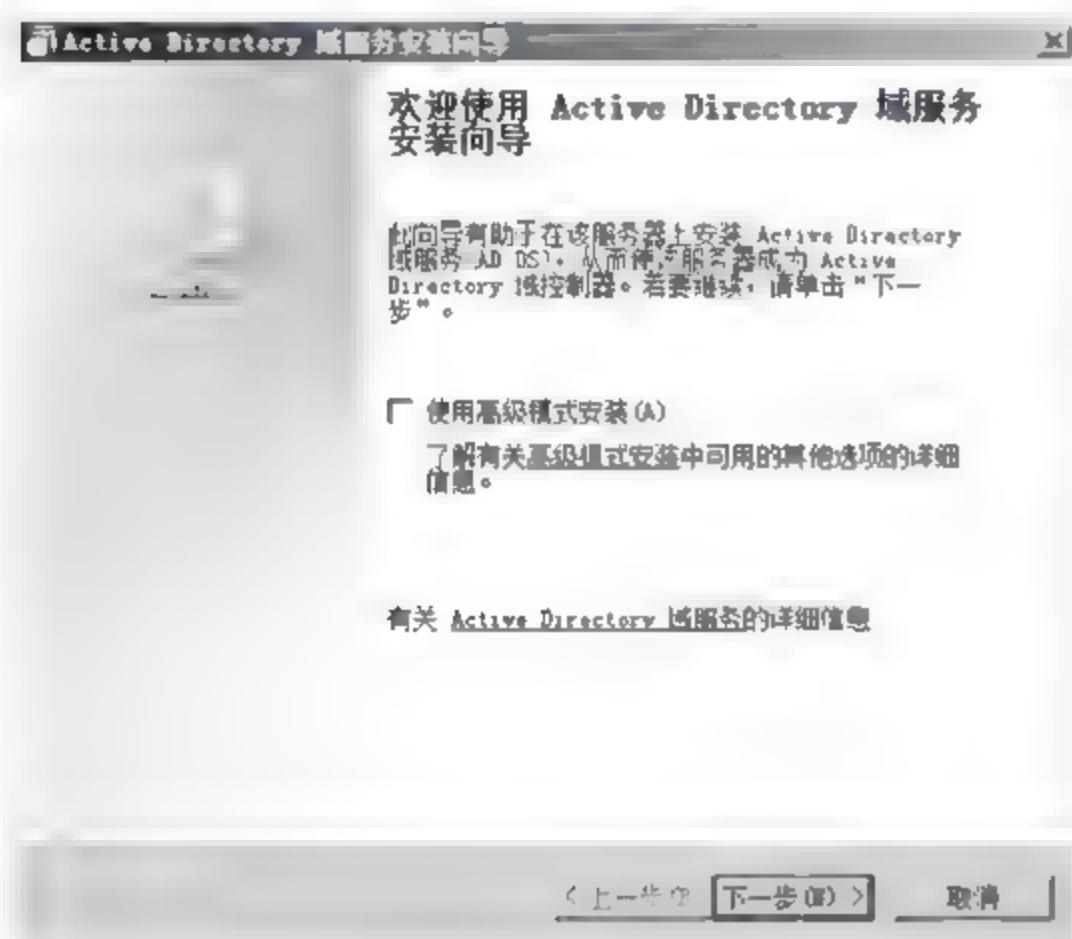 Active Directory 域服务安装向导
欢迎使用 Active Directory 域服务
安装向导
此向导有助于在该服务器上安装 Active Directory
域服务(AD DS)，从而使该服务器成为 Active
Directory 域控制器。若要继续，请单击“下一
步”。
使用高级模式安装(A)
了解有关高级模式安装中可用的其他选项的详细
信息。
有关 Active Directory 域服务的详细信息
< 上一步(B)
下一步(N) >
取消